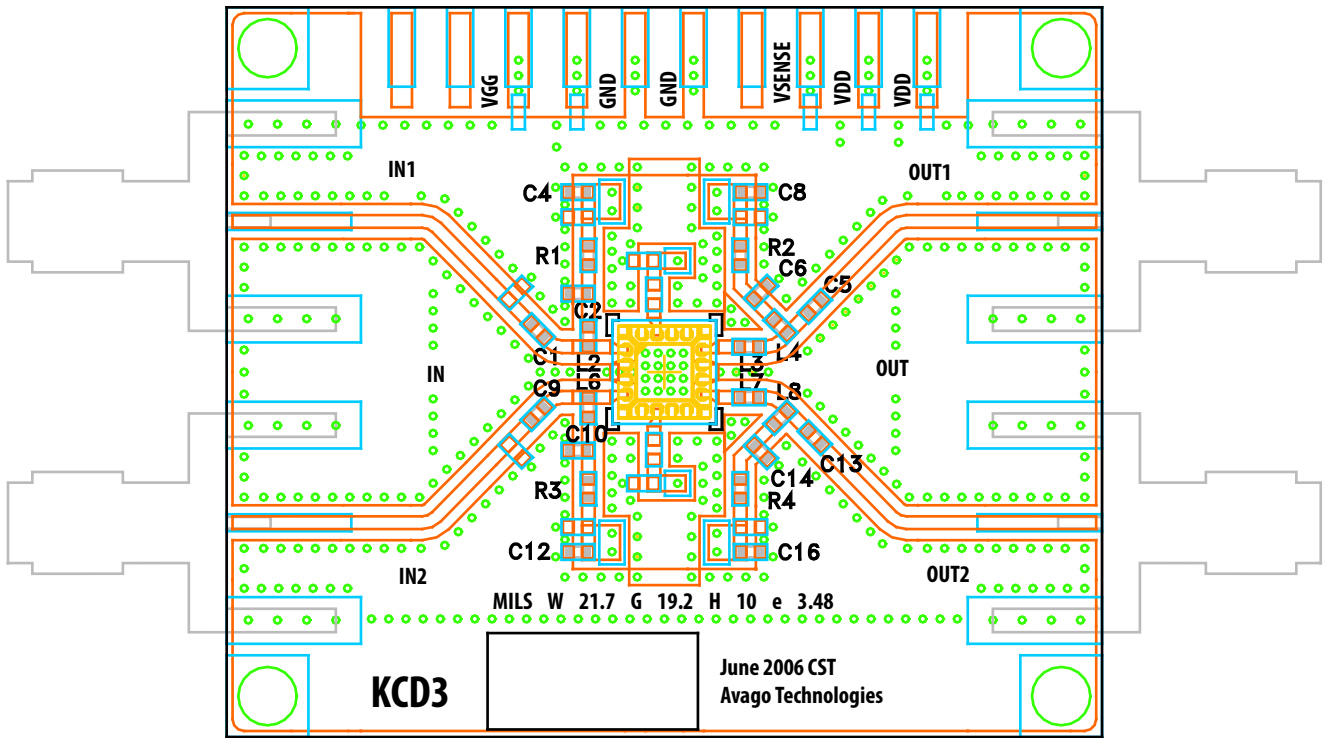 VGG
GND
GND
VSENSE
VDD
VDD
IN1
OUT1
C4
C8
R1
R2
C6
C5
C2
C1
L2
L3
L4
IN
OUT
L6
L7
L8
C9
C10
C13
C14
R3
R4
C12
C16
IN2
OUT2
MILS W 21.7 G 19.2 H 10 e 3.48
KCD3
June 2006 CST
Avago Technologies